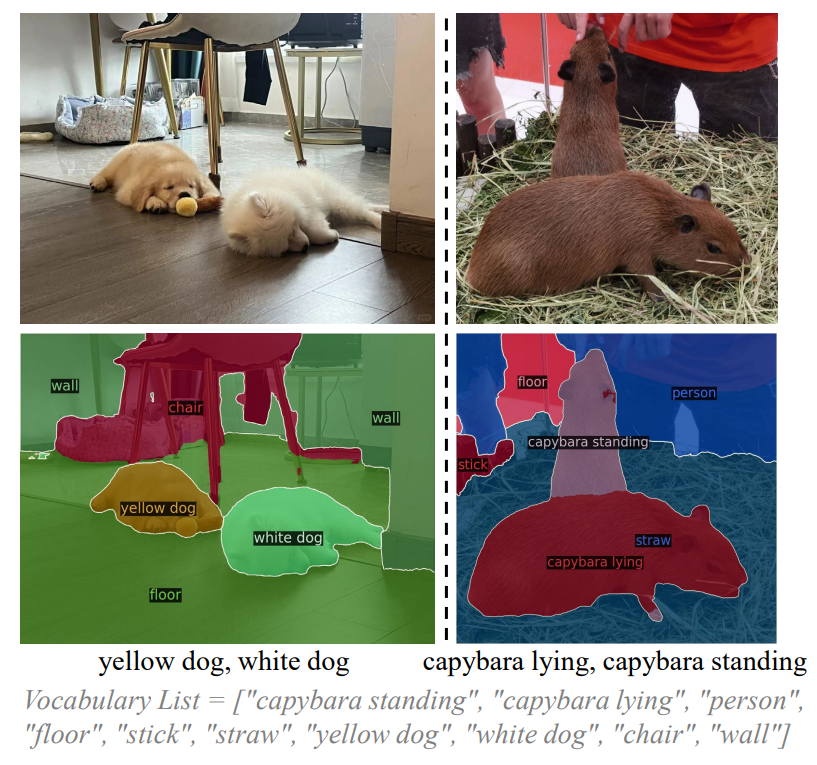 wall
chair
wall
yellow dog
white dog
floor
floor
person
capybara standing
stick
straw
capybara lying
yellow dog, white dog
capybara lying, capybara standing
Vocabulary List = ["capybara standing", "capybara lying", "person",
"floor", "stick", "straw", "yellow dog", "white dog", "chair", "wall"]